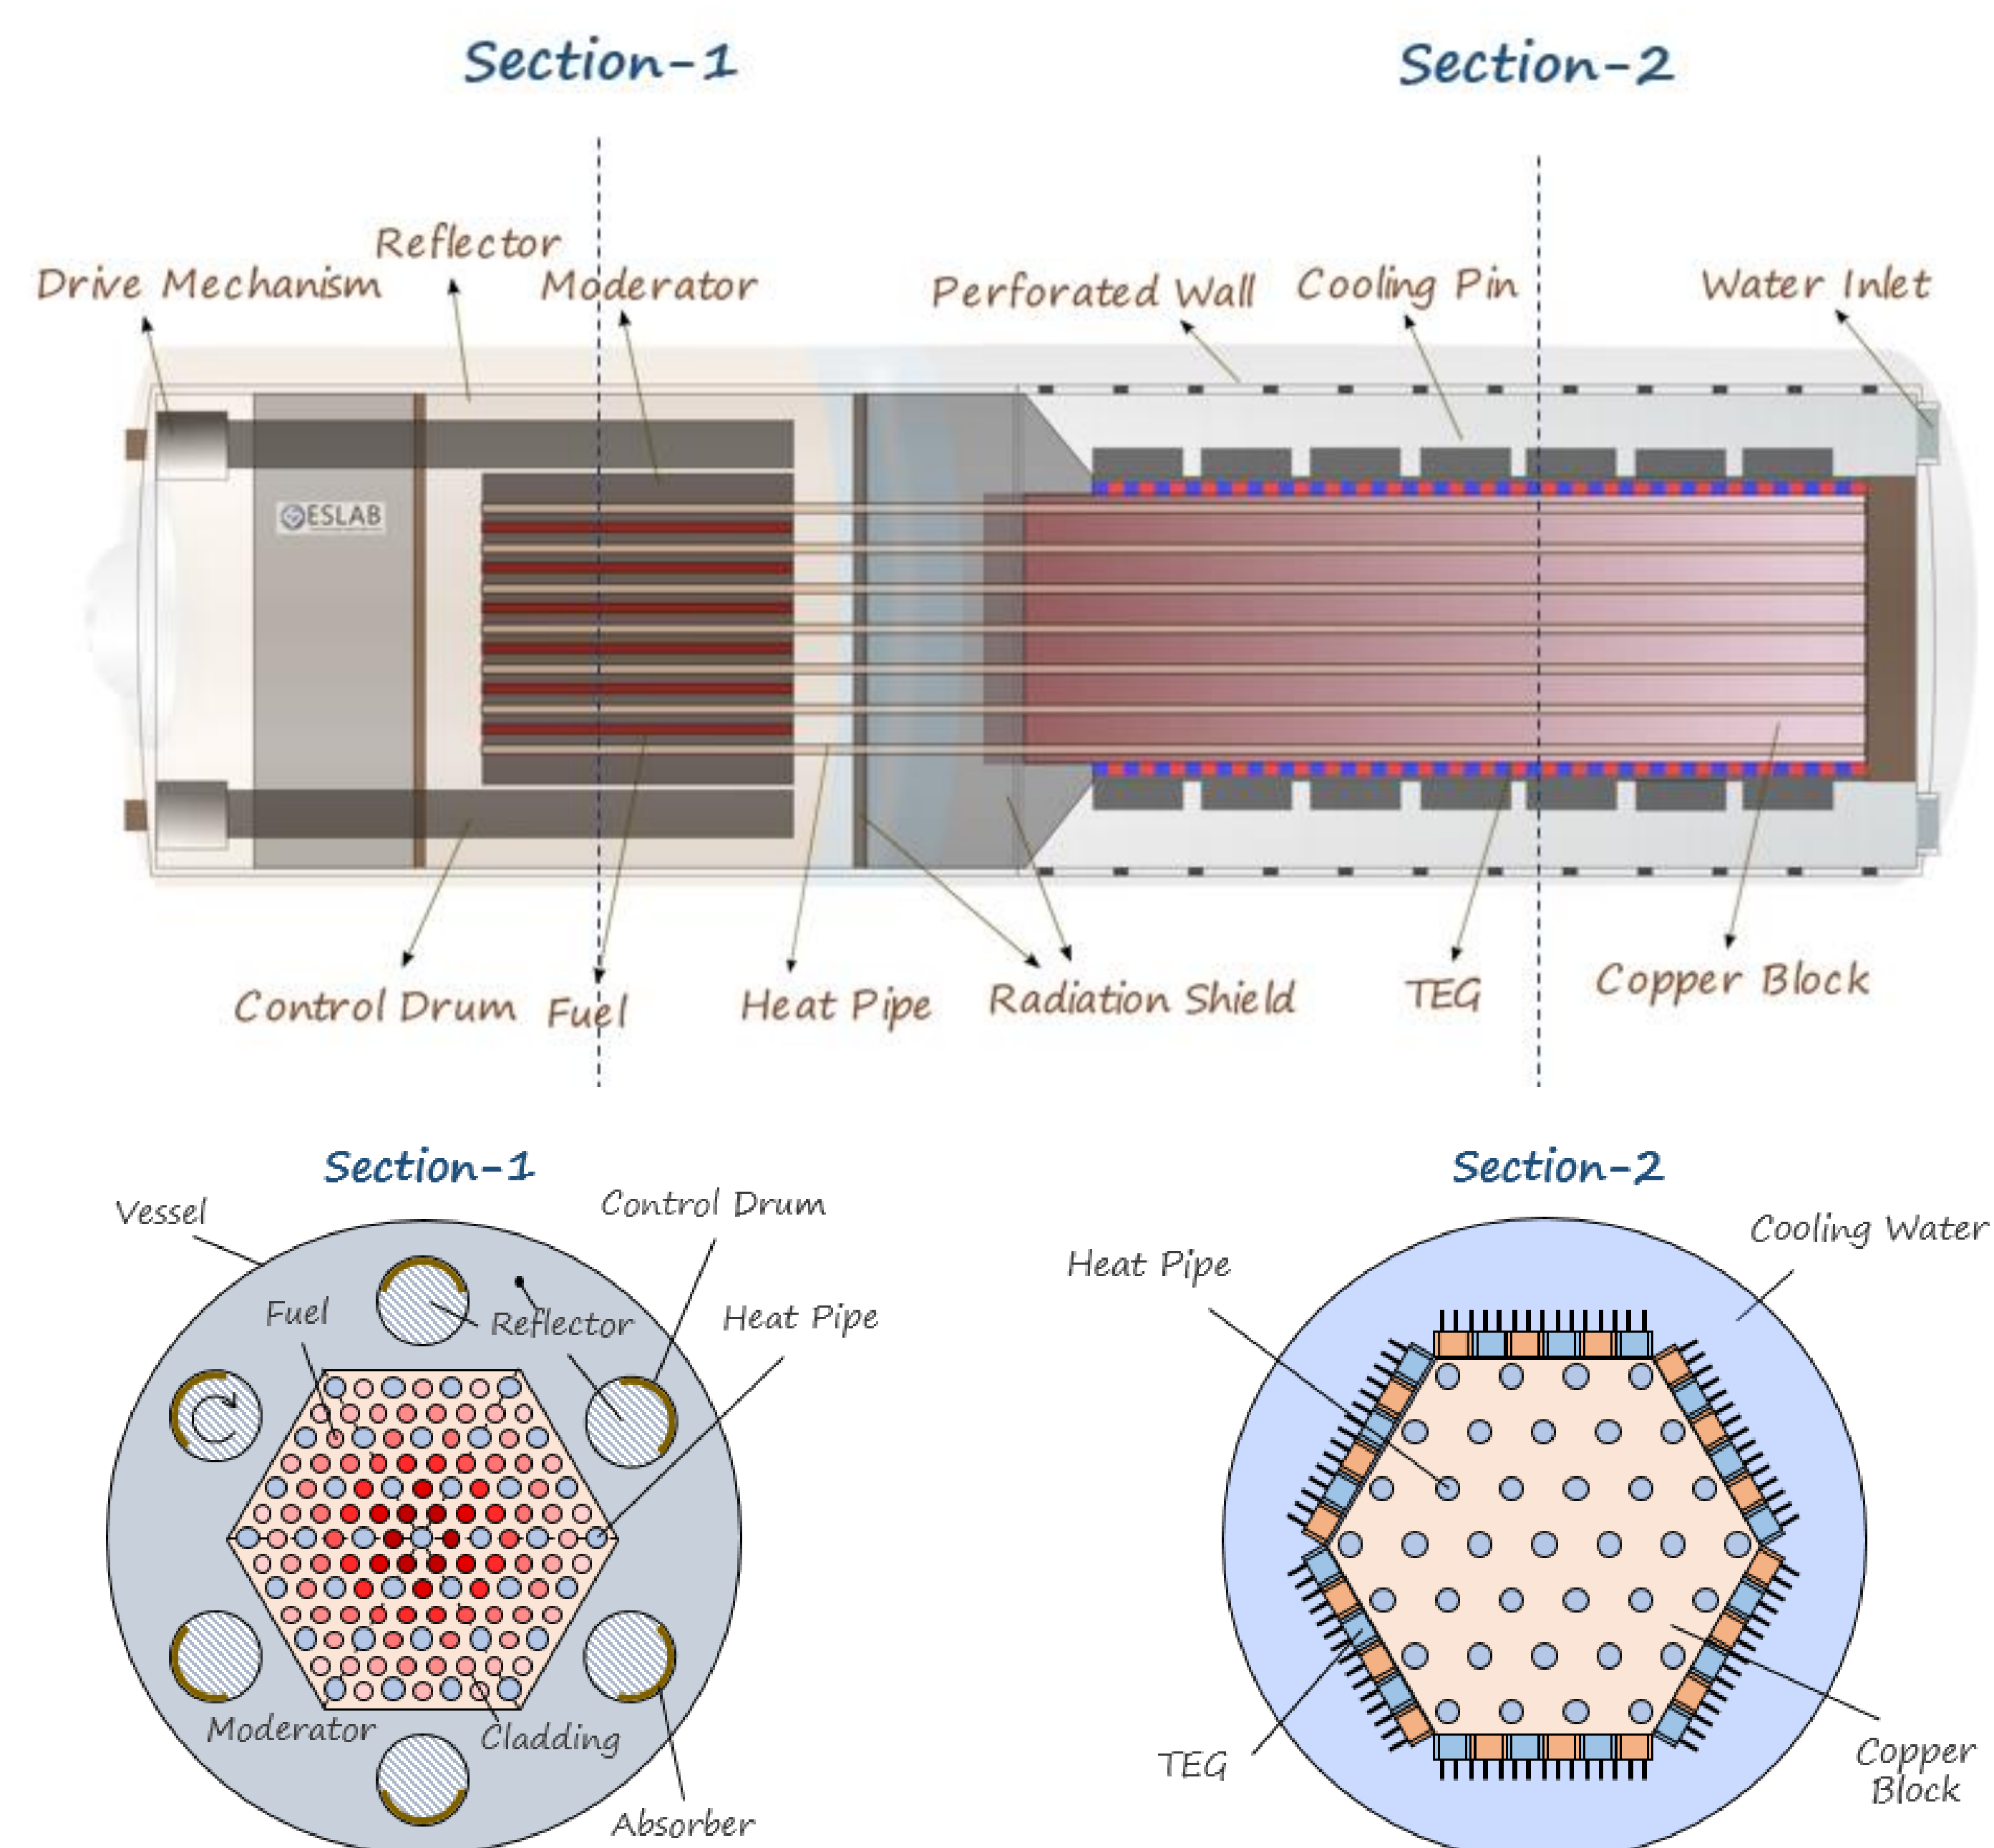 Section-1
Section-2
Reflector
Drive Mechanism
Moderator
Perforated Wall
Cooling Pin
Water Inlet
ESLAB
Control Drum
Fuel
Heat Pipe
Radiation Shield
TEG
Copper Block
Section-1
Section-2
Vessel
Control Drum
Fuel
Reflector
Heat Pipe
Moderator
Cladding
Absorber
Heat Pipe
Cooling Water
TEG
Copper
Block